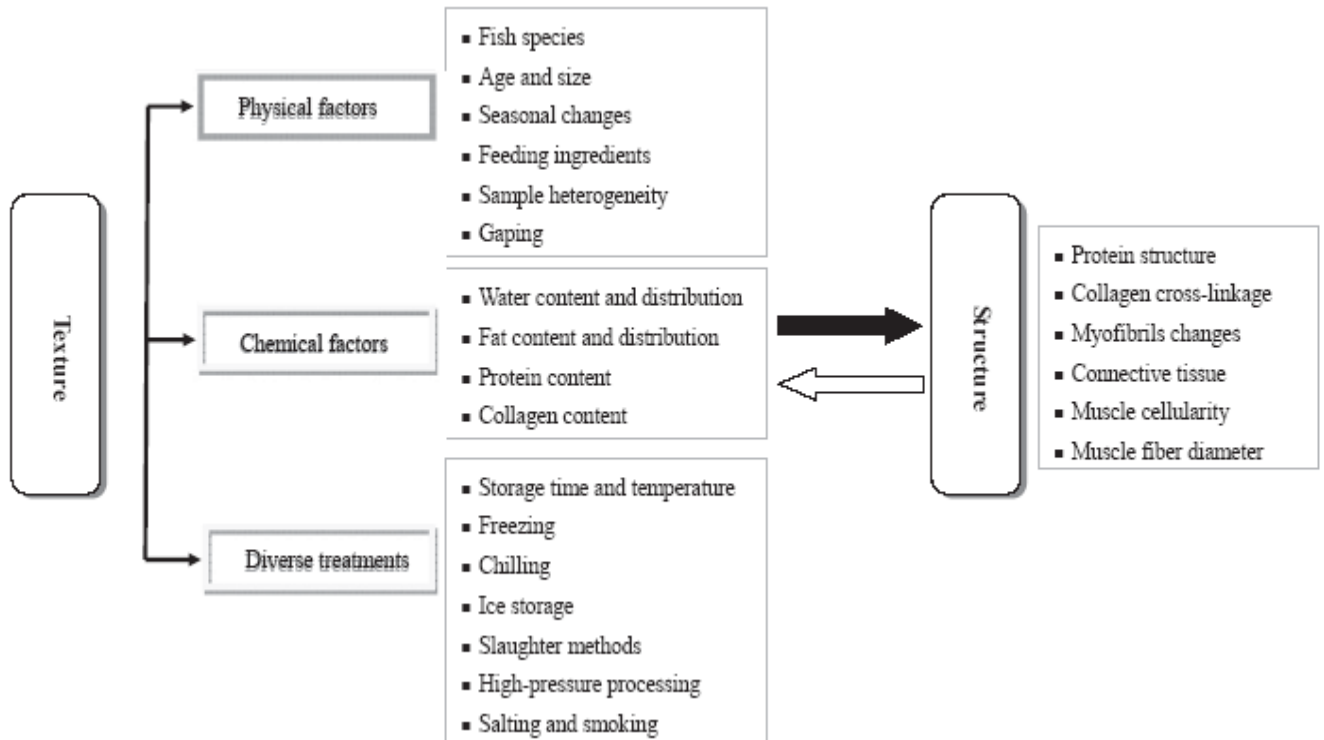 Texture
Physical factors
▪ Fish species
▪ Age and size
▪ Seasonal changes
▪ Feeding ingredients
▪ Sample heterogeneity
▪ Gaping
Chemical factors
▪ Water content and distribution
▪ Fat content and distribution
▪ Protein content
▪ Collagen content
Diverse treatments
▪ Storage time and temperature
▪ Freezing
▪ Chilling
▪ Ice storage
▪ Slaughter methods
▪ High-pressure processing
▪ Salting and smoking
Structure
▪ Protein structure
▪ Collagen cross-linkage
▪ Myofibrils changes
▪ Connective tissue
▪ Muscle cellularity
▪ Muscle fiber diameter